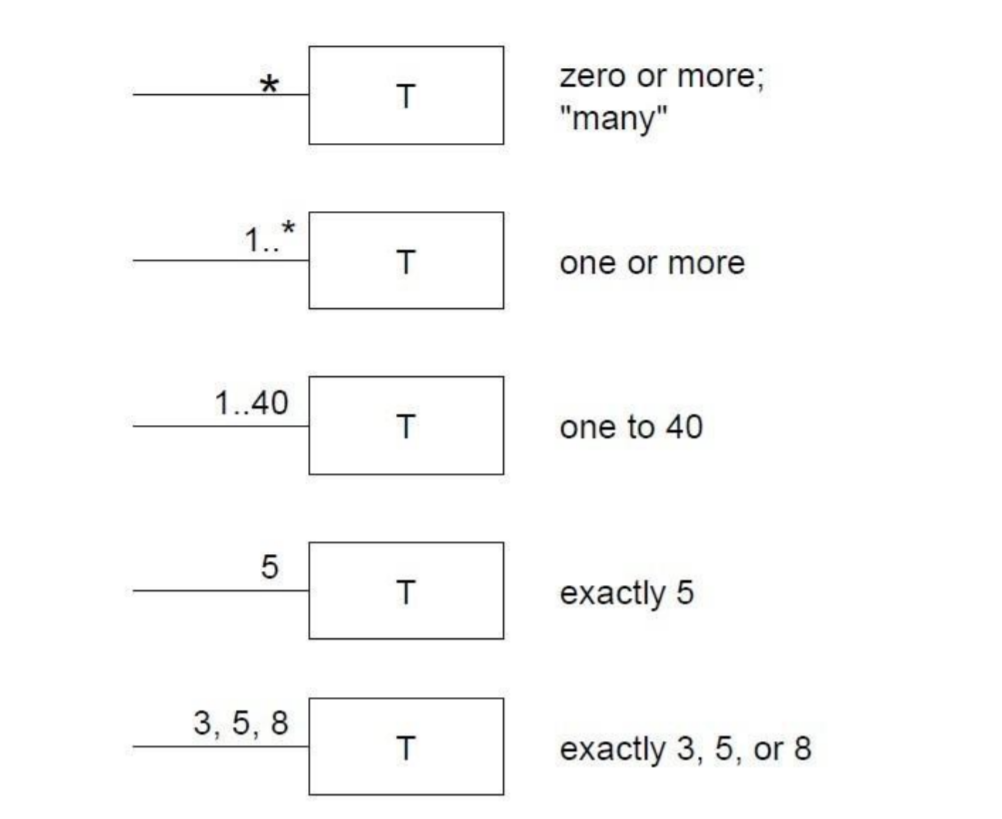 *
T
zero or more;
"many"
1..*
T
one or more
1..40
T
one to 40
5
T
exactly 5
3, 5, 8
T
exactly 3, 5, or 8